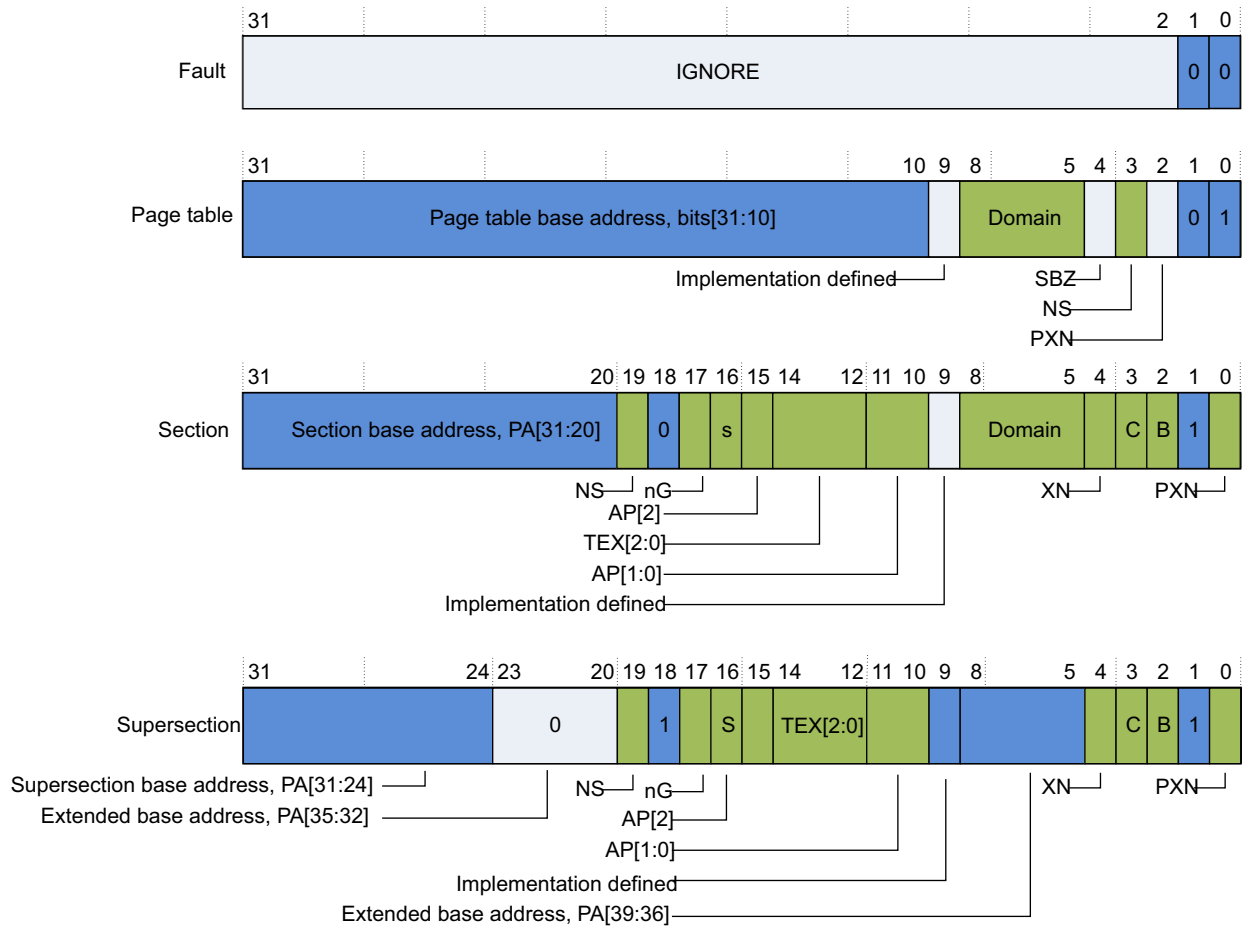 31 2 1 0
Fault IGNORE 0 0
31 10 9 8 5 4 3 2 1 0
Page table Page table base address, bits[31:10] Domain 0 1
Implementation defined SBZ
NS
PXN
31 20 19 18 17 16 15 14 12 11 10 9 8 5 4 3 2 1 0
Section Section base address, PA[31:20] 0 s Domain C B 1
NS nG XN PXN
AP[2]
TEX[2:0]
AP[1:0]
Implementation defined
31 24 23 20 19 18 17 16 15 14 12 11 10 9 8 5 4 3 2 1 0
Supersection 0 1 S TEX[2:0] C B 1
Supersection base address, PA[31:24] NS nG XN PXN
Extended base address, PA[35:32] AP[2]
AP[1:0]
Implementation defined
Extended base address, PA[39:36]